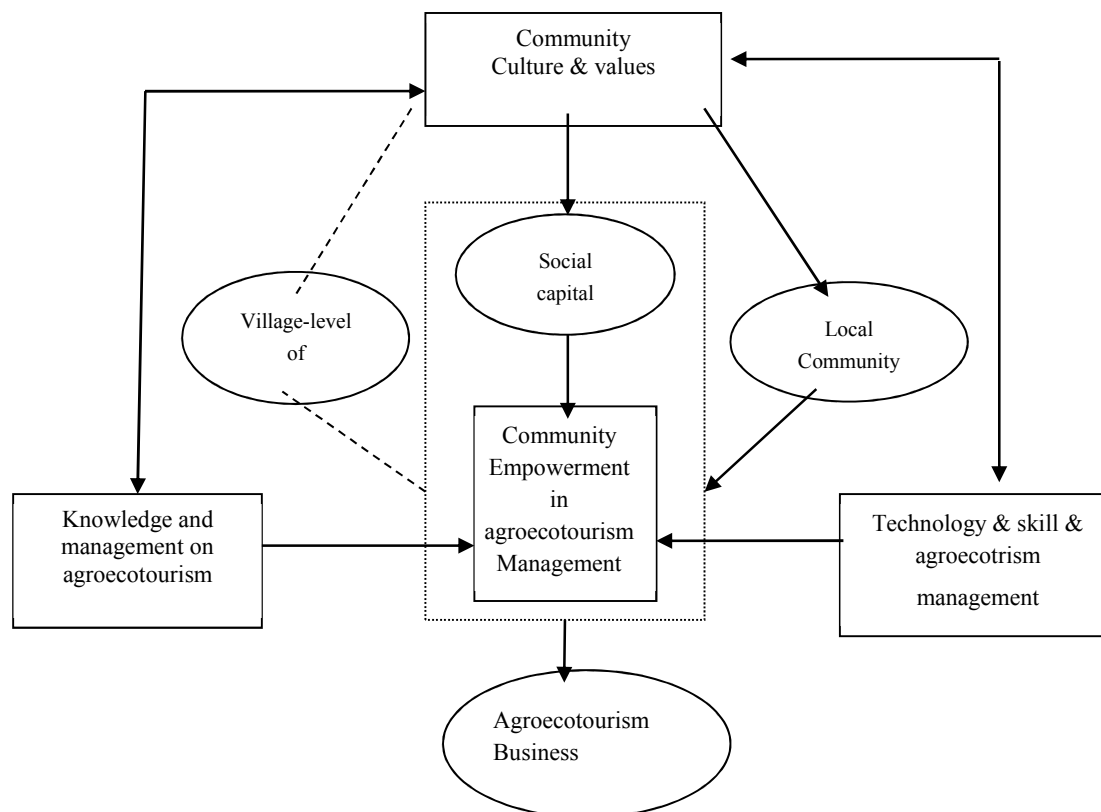 Community
Culture & values
Social
capital
Village-level
of
Local
Community
Community
Empowerment
in
agroecotourism
Management
Knowledge and
management on
agroecotourism
Technology & skill &
agroecotrism
management
Agroecotourism
Business